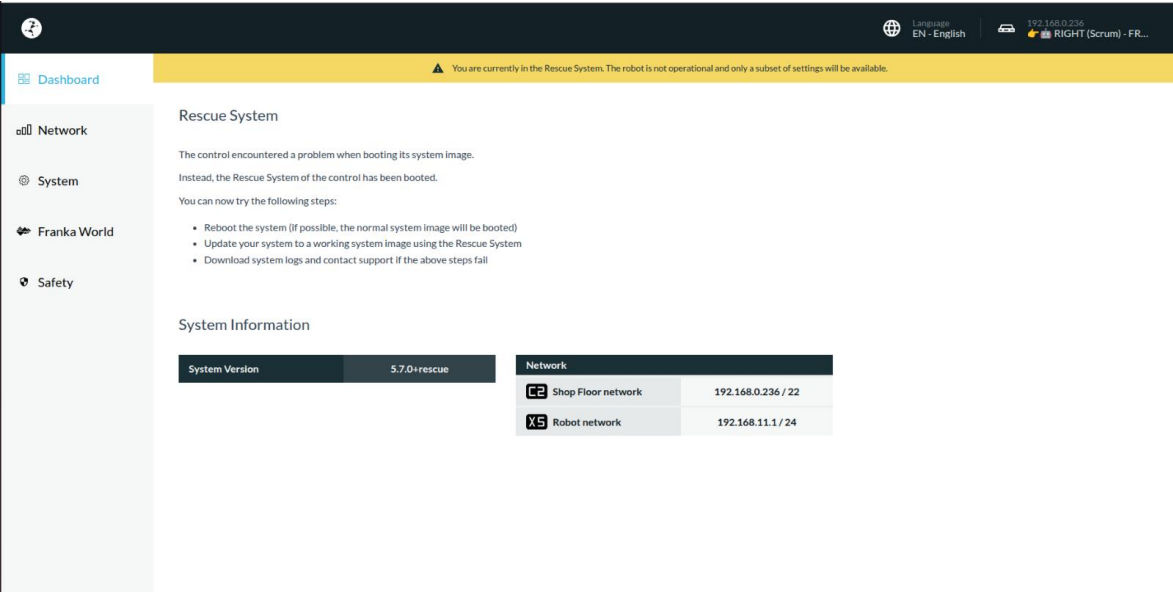 Language
EN - English
192.168.0.236
👉🤖 RIGHT (Scrum) - FR...
Dashboard
Network
System
Franka World
Safety
You are currently in the Rescue System. The robot is not operational and only a subset of settings will be available.
Rescue System
The control encountered a problem when booting its system image.
Instead, the Rescue System of the control has been booted.
You can now try the following steps:
• Reboot the system (if possible, the normal system image will be booted)
• Update your system to a working system image using the Rescue System
• Download system logs and contact support if the above steps fail
System Information
System Version 5.7.0+rescue
Network
C2 Shop Floor network 192.168.0.236 / 22
X5 Robot network 192.168.11.1 / 24